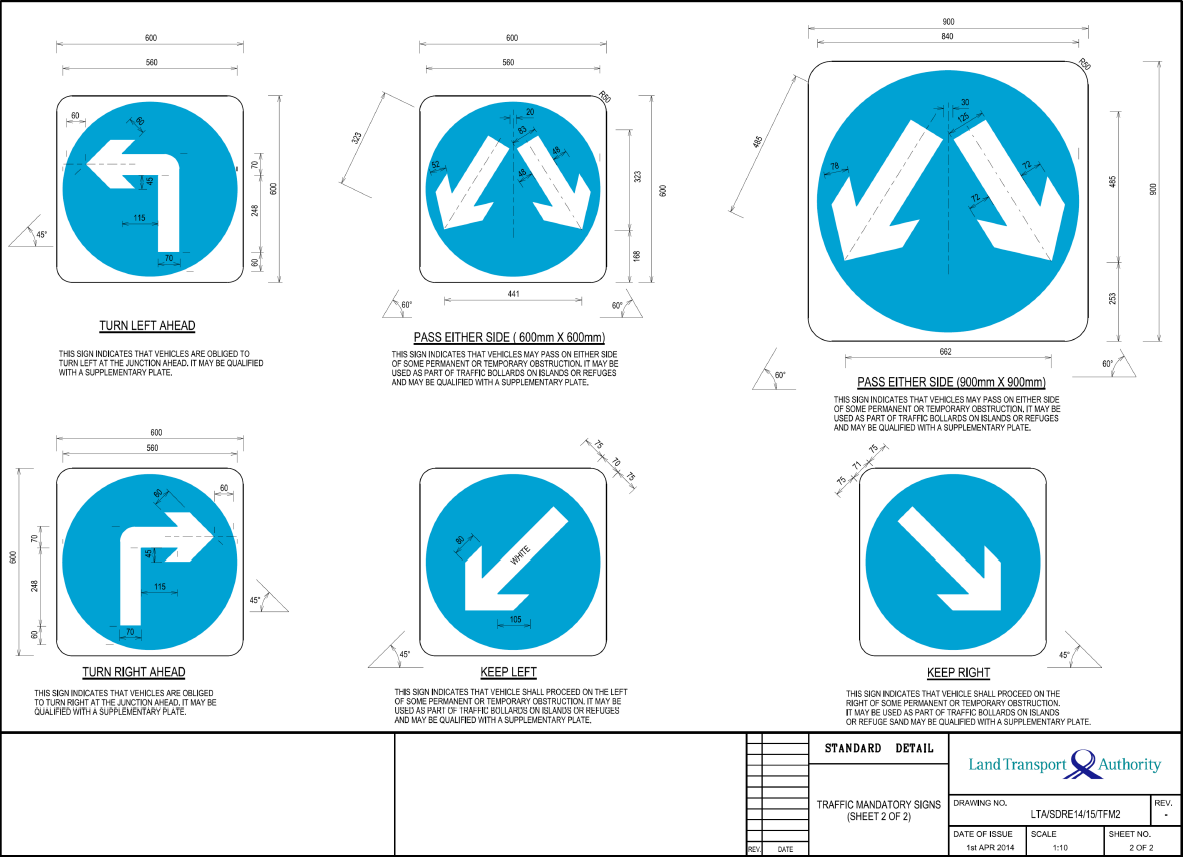 600
560
60
60
45
115
70
70
248
60
600
45°
TURN LEFT AHEAD
THIS SIGN INDICATES THAT VEHICLES ARE OBLIGED TO
TURN LEFT AT THE JUNCTION AHEAD. IT MAY BE QUALIFIED
WITH A SUPPLEMENTARY PLATE.
600
560
R50
323
20
83
52
48
48
323
168
600
441
60°
60°
PASS EITHER SIDE ( 600mm X 600mm)
THIS SIGN INDICATES THAT VEHICLES MAY PASS ON EITHER SIDE
OF SOME PERMANENT OR TEMPORARY OBSTRUCTION. IT MAY BE
USED AS PART OF TRAFFIC BOLLARDS ON ISLANDS OR REFUGES
AND MAY BE QUALIFIED WITH A SUPPLEMENTARY PLATE.
900
840
R50
485
30
125
78
72
72
485
253
900
662
60°
60°
PASS EITHER SIDE (900mm X 900mm)
THIS SIGN INDICATES THAT VEHICLES MAY PASS ON EITHER SIDE
OF SOME PERMANENT OR TEMPORARY OBSTRUCTION, IT MAY BE
USED AS PART OF TRAFFIC BOLLARDS ON ISLANDS OR REFUGES
AND MAY BE QUALIFIED WITH A SUPPLEMENTARY PLATE.
600
560
80
60
45
115
70
70
248
60
600
45°
TURN RIGHT AHEAD
THIS SIGN INDICATES THAT VEHICLES ARE OBLIGED
TO TURN RIGHT AT THE JUNCTION AHEAD. IT MAY BE
QUALIFIED WITH A SUPPLEMENTARY PLATE.
75
70
75
80
WHITE
105
45°
KEEP LEFT
THIS SIGN INDICATES THAT VEHICLE SHALL PROCEED ON THE LEFT
OF SOME PERMANENT OR TEMPORARY OBSTRUCTION. IT MAY BE
USED AS PART OF TRAFFIC BOLLARDS ON ISLANDS OR REFUGES
AND MAY BE QUALIFIED WITH A SUPPLEMENTARY PLATE.
75
71
75
45°
KEEP RIGHT
THIS SIGN INDICATES THAT VEHICLE SHALL PROCEED ON THE
RIGHT OF SOME PERMANENT OR TEMPORARY OBSTRUCTION.
IT MAY BE USED AS PART OF TRAFFIC BOLLARDS ON ISLANDS
OR REFUGE SAND MAY BE QUALIFIED WITH A SUPPLEMENTARY PLATE.
REV. DATE
STANDARD DETAIL
TRAFFIC MANDATORY SIGNS
(SHEET 2 OF 2)
Land Transport Authority
DRAWING NO.
LTA/SDRE14/15/TFM2
REV.
-
DATE OF ISSUE
1st APR 2014
SCALE
1:10
SHEET NO.
2 OF 2